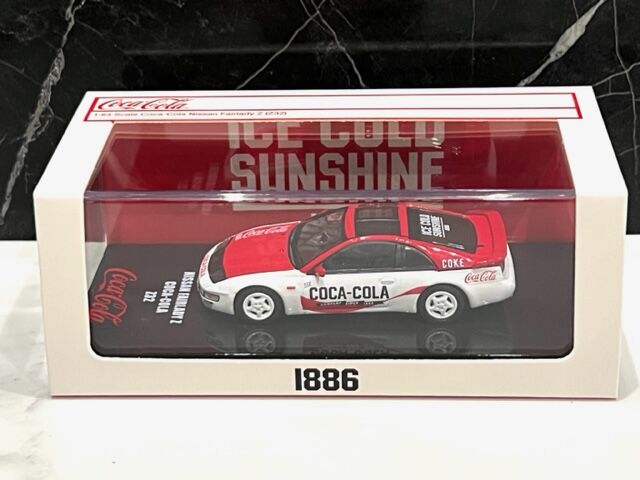 Coca-Cola
1:64 Scale Coca-Cola Nissan Fairlady Z (Z32)
ICE COLD
SUNSHINE
ICE COLD
SUNSHINE
Coca-Cola
COKE
Coca-Cola
COCA-COLA
Coca-Cola
NISSAN FAIRLADY Z
COCA-COLA
Z32
1886